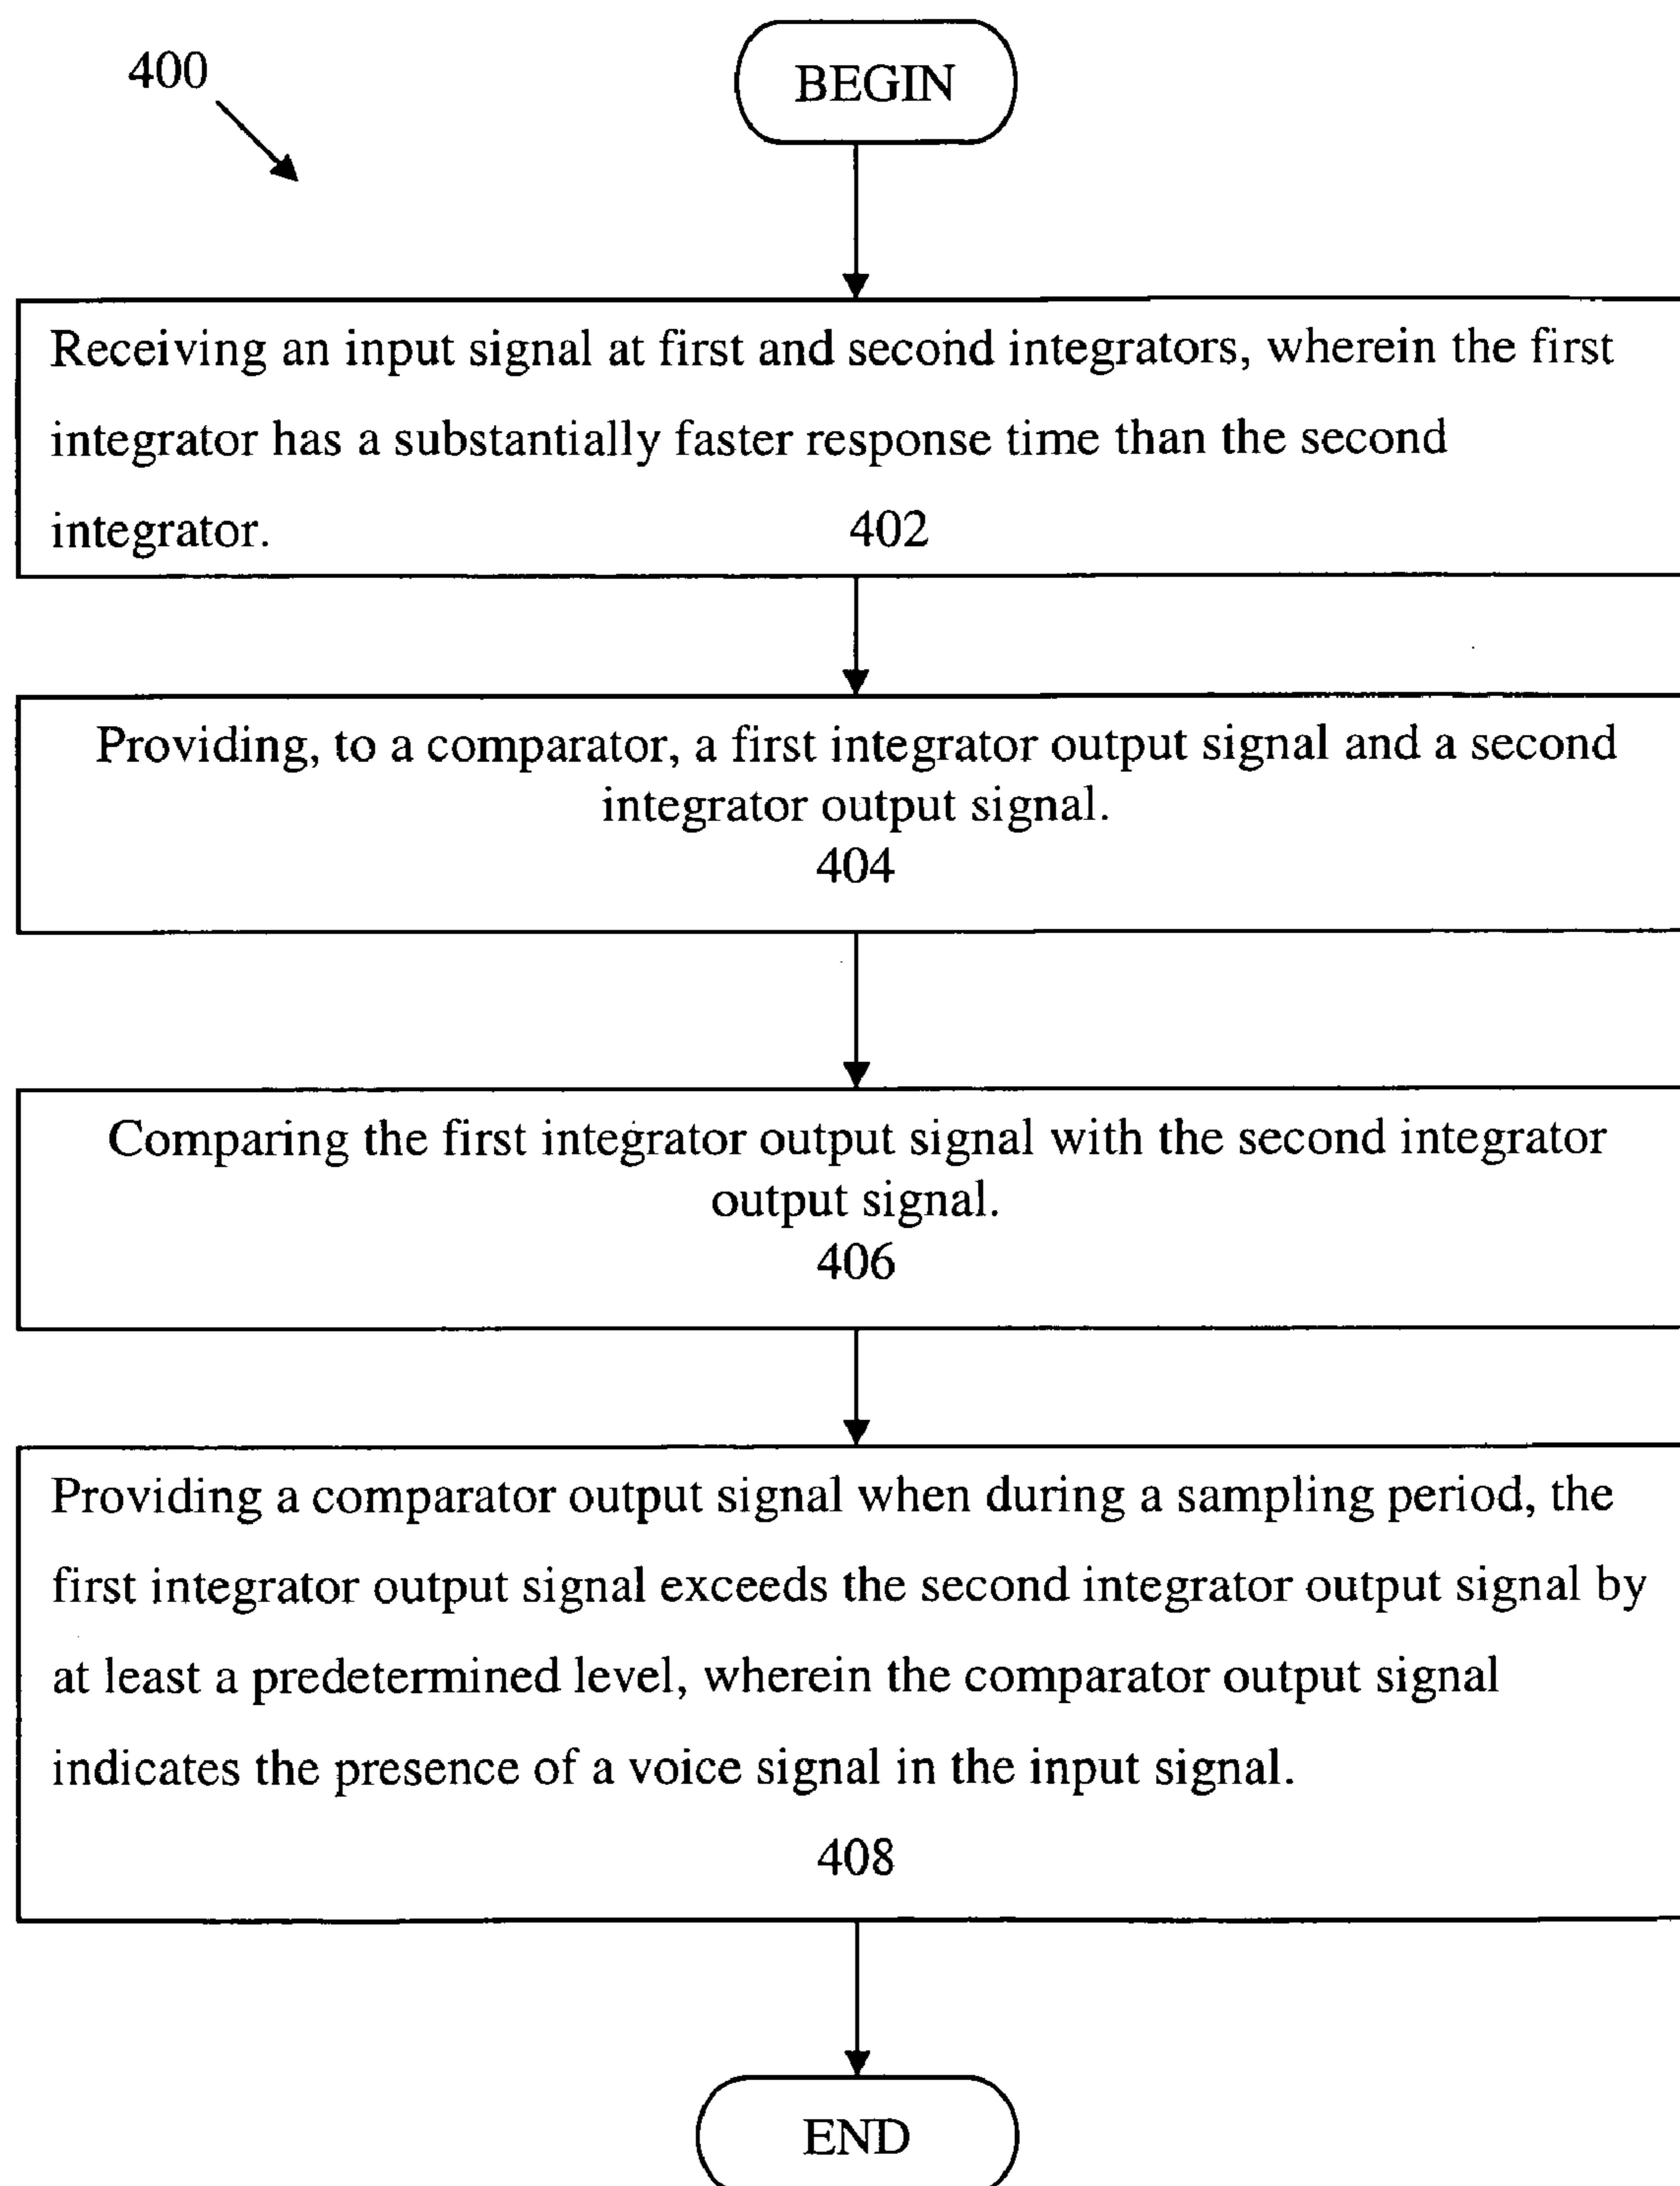 400
BEGIN
Receiving an input signal at first and second integrators, wherein the first
integrator has a substantially faster response time than the second
integrator. 402
Providing, to a comparator, a first integrator output signal and a second
integrator output signal.
404
Comparing the first integrator output signal with the second integrator
output signal.
406
Providing a comparator output signal when during a sampling period, the
first integrator output signal exceeds the second integrator output signal by
at least a predetermined level, wherein the comparator output signal
indicates the presence of a voice signal in the input signal.
408
END